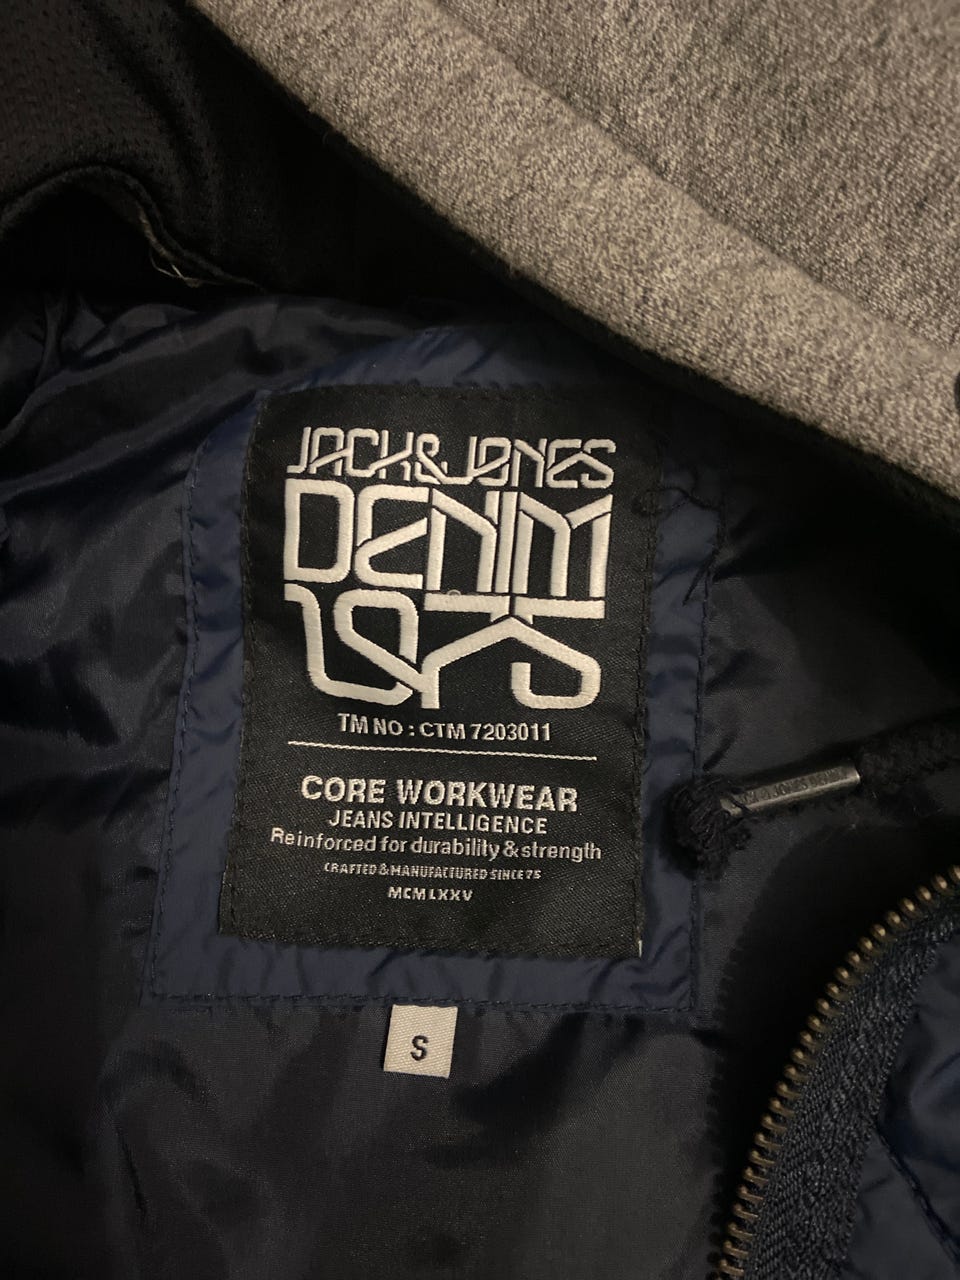 JACK&JONES
DENIM
1975
TM NO : CTM 7203011
CORE WORKWEAR
JEANS INTELLIGENCE
Reinforced for durability & strength
CRAFTED & MANUFACTURED SINCE 75
MCMLXXV
& JONES
S